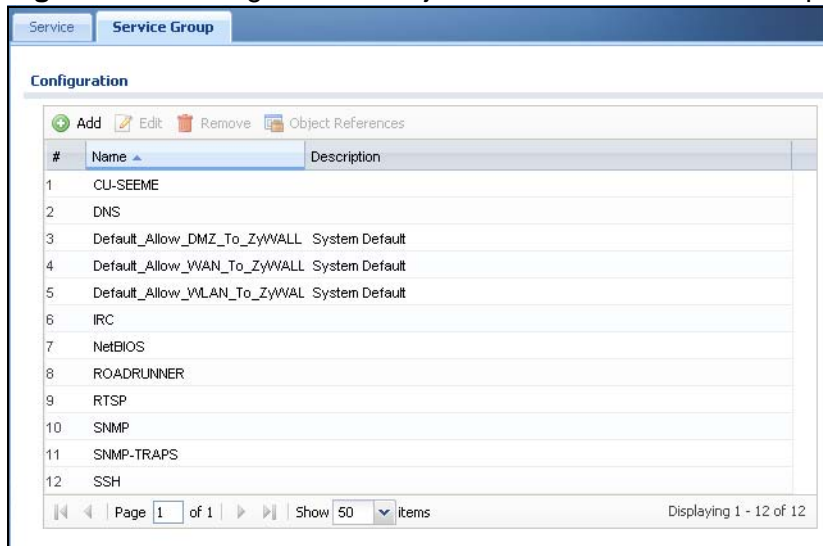 Service Service Group
Configuration
Add Edit Remove Object References
# Name Description
1 CU-SEEME
2 DNS
3 Default_Allow_DMZ_To_ZyWALL System Default
4 Default_Allow_WAN_To_ZyWALL System Default
5 Default_Allow_WLAN_To_ZyWAL System Default
6 IRC
7 NetBIOS
8 ROADRUNNER
9 RTSP
10 SNMP
11 SNMP-TRAPS
12 SSH
Page 1 of 1 Show 50 items Displaying 1 - 12 of 12